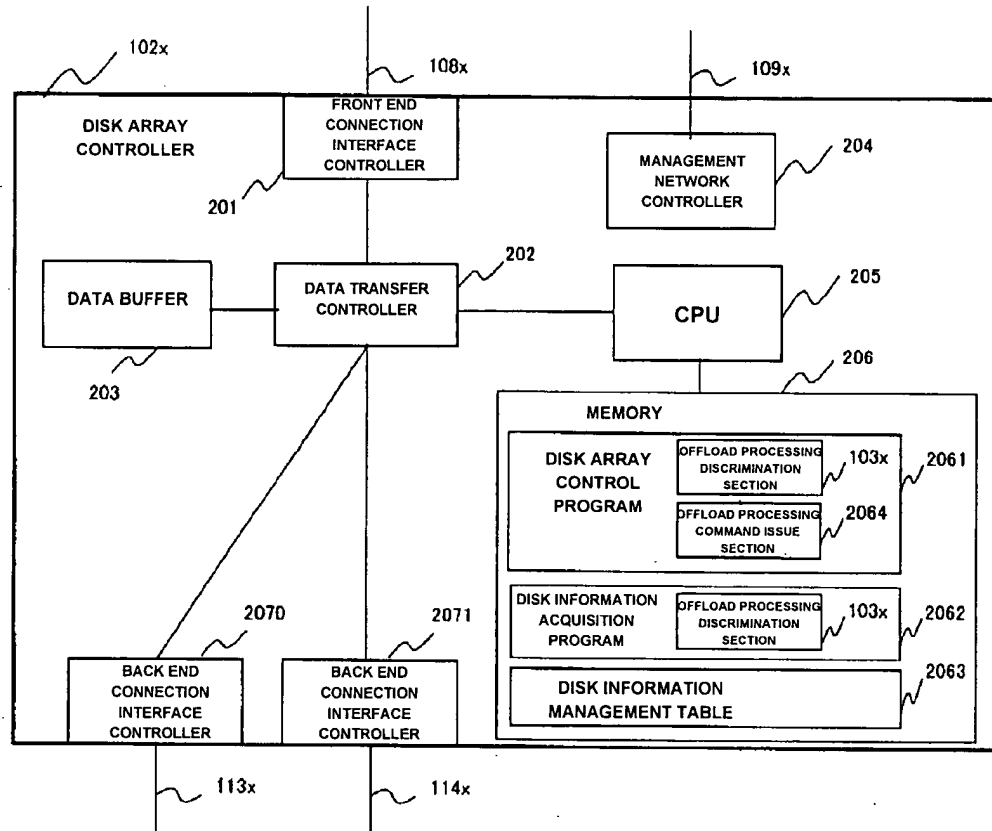 102x
108x
109x
DISK ARRAY
CONTROLLER
FRONT END
CONNECTION
INTERFACE
CONTROLLER
201
MANAGEMENT
NETWORK
CONTROLLER
204
DATA BUFFER
203
DATA TRANSFER
CONTROLLER
202
CPU
205
206
MEMORY
DISK ARRAY
CONTROL
PROGRAM
OFFLOAD PROCESSING
DISCRIMINATION
SECTION
103x
2061
OFFLOAD PROCESSING
COMMAND ISSUE
SECTION
2064
DISK INFORMATION
ACQUISITION
PROGRAM
OFFLOAD PROCESSING
DISCRIMINATION
SECTION
103x
2062
DISK INFORMATION
MANAGEMENT TABLE
2063
2070
BACK END
CONNECTION
INTERFACE
CONTROLLER
2071
BACK END
CONNECTION
INTERFACE
CONTROLLER
113x
114x